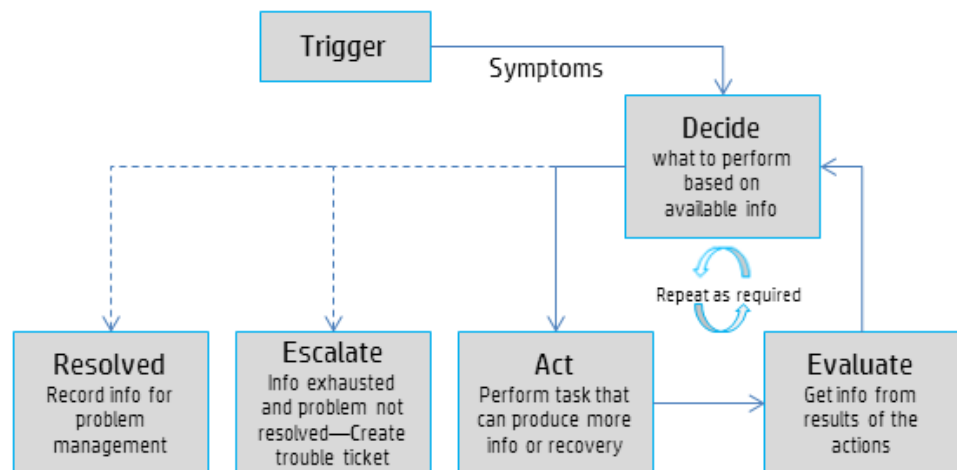 Trigger
Symptoms
Decide
what to perform
based on
available info
Repeat as required
Resolved
Record info for
problem
management
Escalate
Info exhausted
and problem not
resolved—Create
trouble ticket
Act
Perform task that
can produce more
info or recovery
Evaluate
Get info from
results of the
actions